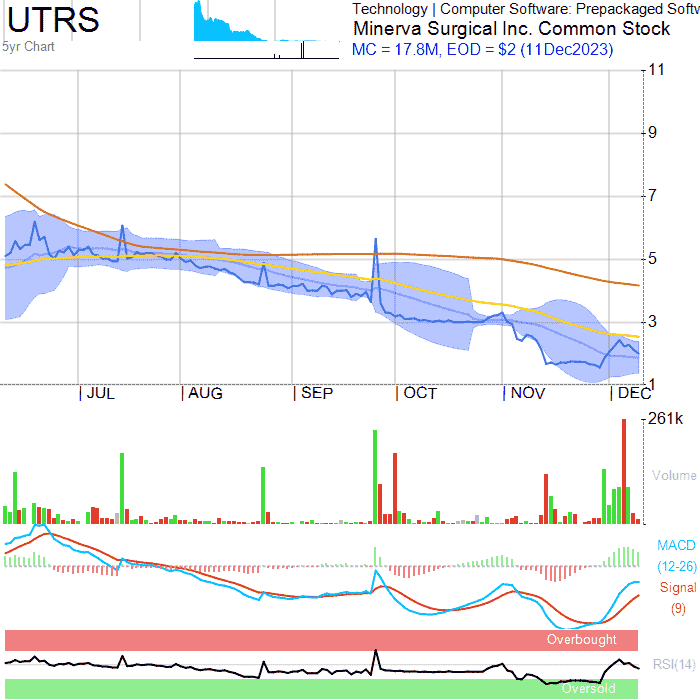 UTRS
5yr Chart
Technology | Computer Software: Prepackaged Softw
Minerva Surgical Inc. Common Stock
MC = 17.8M, EOD = $2 (11Dec2023)
11
9
7
5
3
1
| JUL
| AUG
| SEP
| OCT
| NOV
| DEC
261k
Volume
MACD
(12-26)
Signal
(9)
Overbought
RSI(14)
Oversold